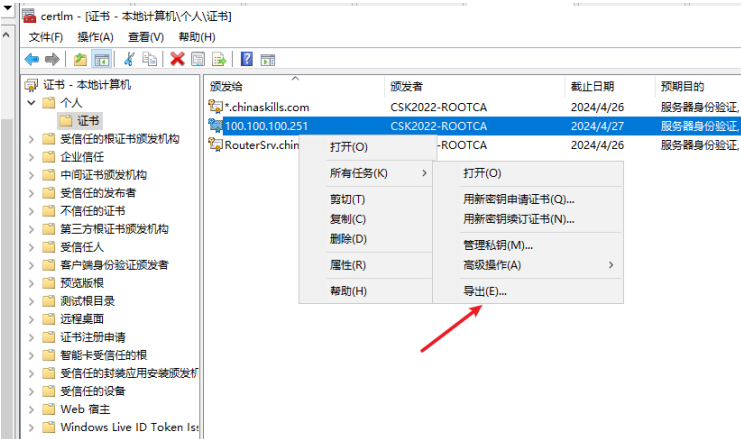 certlm - [证书 - 本地计算机\个人\证书]
文件(F) 操作(A) 查看(V) 帮助(H)
证书 - 本地计算机
个人
证书
受信任的根证书颁发机构
企业信任
中间证书颁发机构
受信任的发布者
不信任的证书
第三方根证书颁发机构
受信任人
客户端身份验证颁发者
预览版根
测试根目录
远程桌面
证书注册申请
智能卡受信任的根
受信任的封装应用安装颁发机
受信任的设备
Web 宿主
Windows Live ID Token Iss
颁发给 颁发者 截止日期 预期目的
*.chinaskills.com CSK2022-ROOTCA 2024/4/26 服务器身份验证,
100.100.100.251 CSK2022-ROOTCA 2024/4/27 服务器身份验证,
RouterSrv.chin -ROOTCA 2024/4/26 服务器身份验证,
打开(O)
所有任务(K)
剪切(T)
复制(C)
删除(D)
属性(R)
帮助(H)
打开(O)
用新密钥申请证书(Q)...
用新密钥续订证书(N)...
管理私钥(M)...
高级操作(A)
导出(E)...